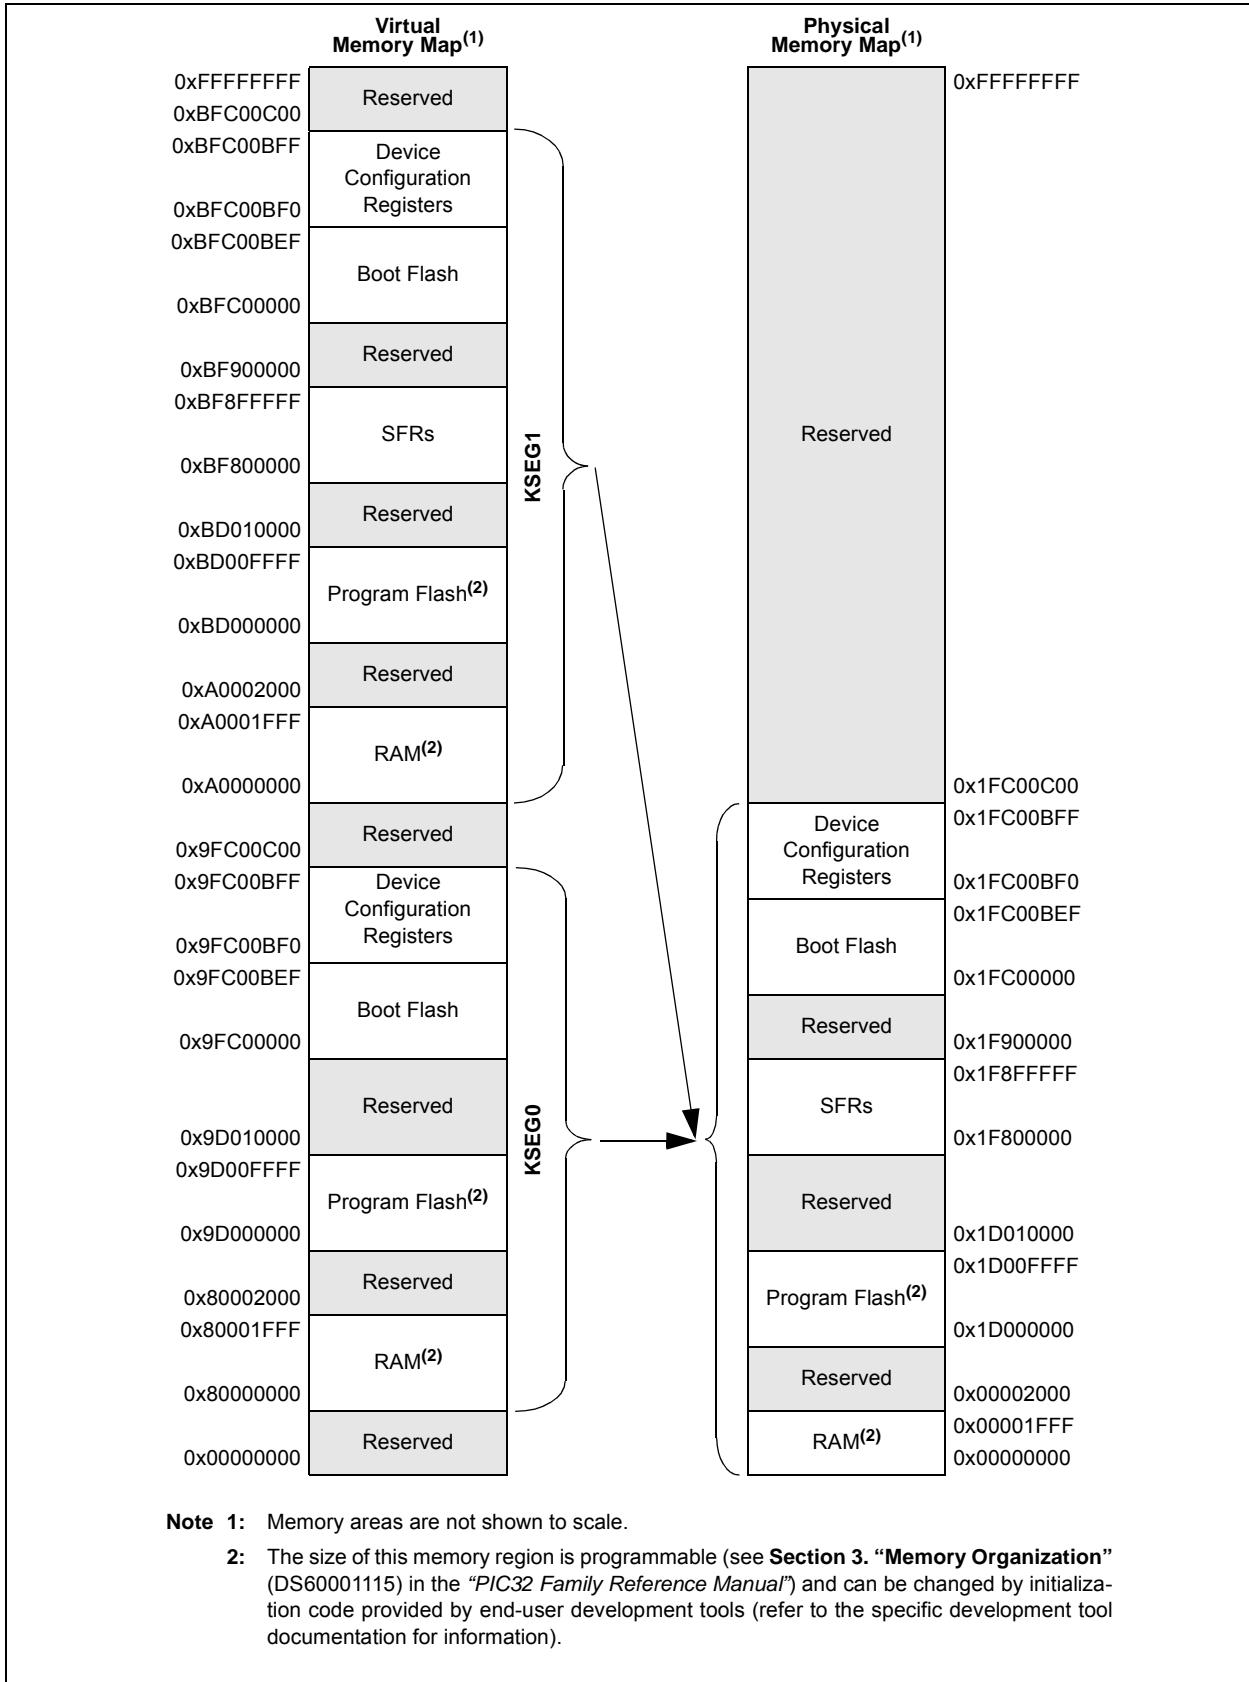 Virtual
Memory Map(1)
0xFFFFFFFF
Reserved
0xBFC00C00
0xBFC00BFF
Device
Configuration
Registers
0xBFC00BF0
0xBFC00BEF
Boot Flash
0xBFC00000
Reserved
0xBF900000
0xBF8FFFFF
SFRs
0xBF800000
Reserved
0xBD010000
0xBD00FFFF
Program Flash(2)
0xBD000000
Reserved
0xA0002000
0xA0001FFF
RAM(2)
0xA0000000
KSEG1
Reserved
0x9FC00C00
0x9FC00BFF
Device
Configuration
Registers
0x9FC00BF0
0x9FC00BEF
Boot Flash
0x9FC00000
Reserved
0x9D010000
0x9D00FFFF
Program Flash(2)
0x9D000000
Reserved
0x80002000
0x80001FFF
RAM(2)
0x80000000
KSEG0
Reserved
0x00000000
Physical
Memory Map(1)
0xFFFFFFFF
Reserved
0x1FC00C00
0x1FC00BFF
Device
Configuration
Registers
0x1FC00BF0
0x1FC00BEF
Boot Flash
0x1FC00000
Reserved
0x1F900000
0x1F8FFFFF
SFRs
0x1F800000
Reserved
0x1D010000
0x1D00FFFF
Program Flash(2)
0x1D000000
Reserved
0x00002000
0x00001FFF
RAM(2)
0x00000000
Note 1: Memory areas are not shown to scale.
2: The size of this memory region is programmable (see Section 3. “Memory Organization”
(DS60001115) in the “PIC32 Family Reference Manual”) and can be changed by initializa-
tion code provided by end-user development tools (refer to the specific development tool
documentation for information).